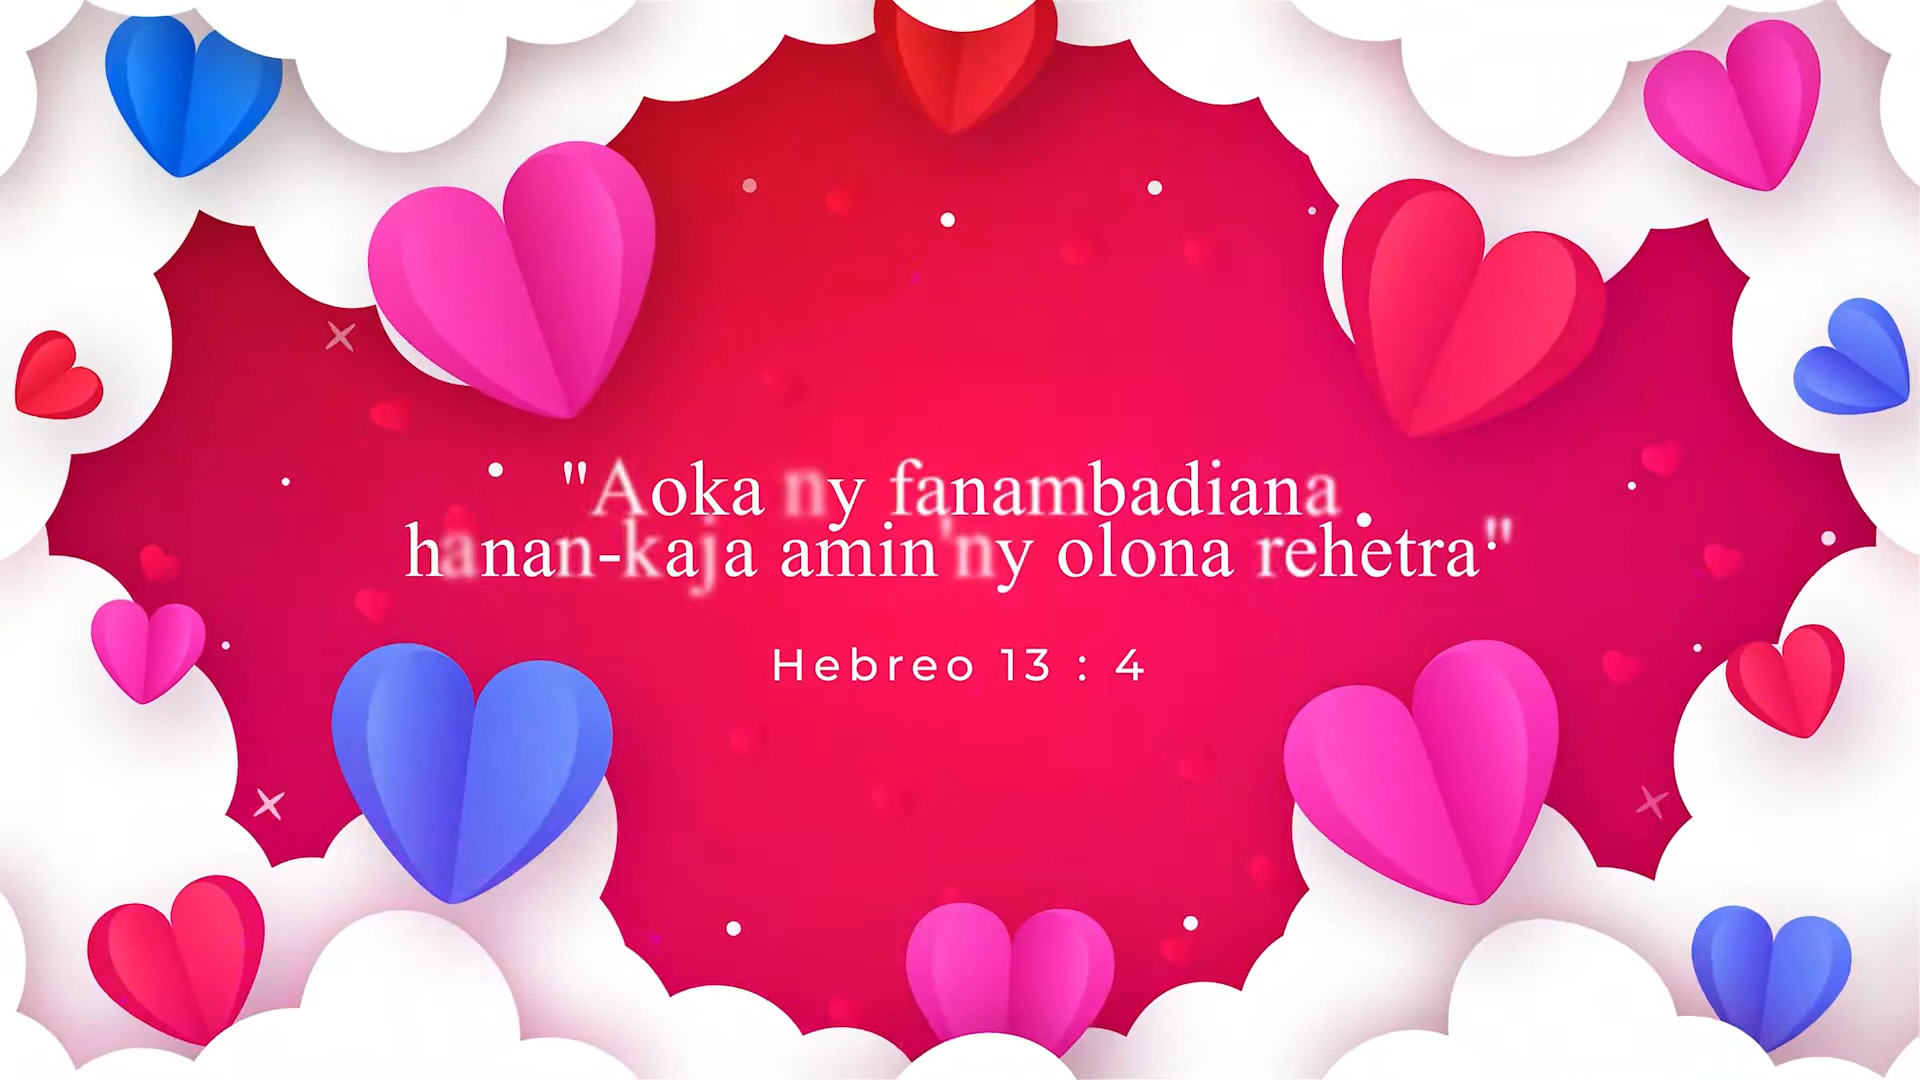 "Aoka ny fanambadiana
hanan-kaja amin'ny olona rehetra"
Hebreo 13 : 4